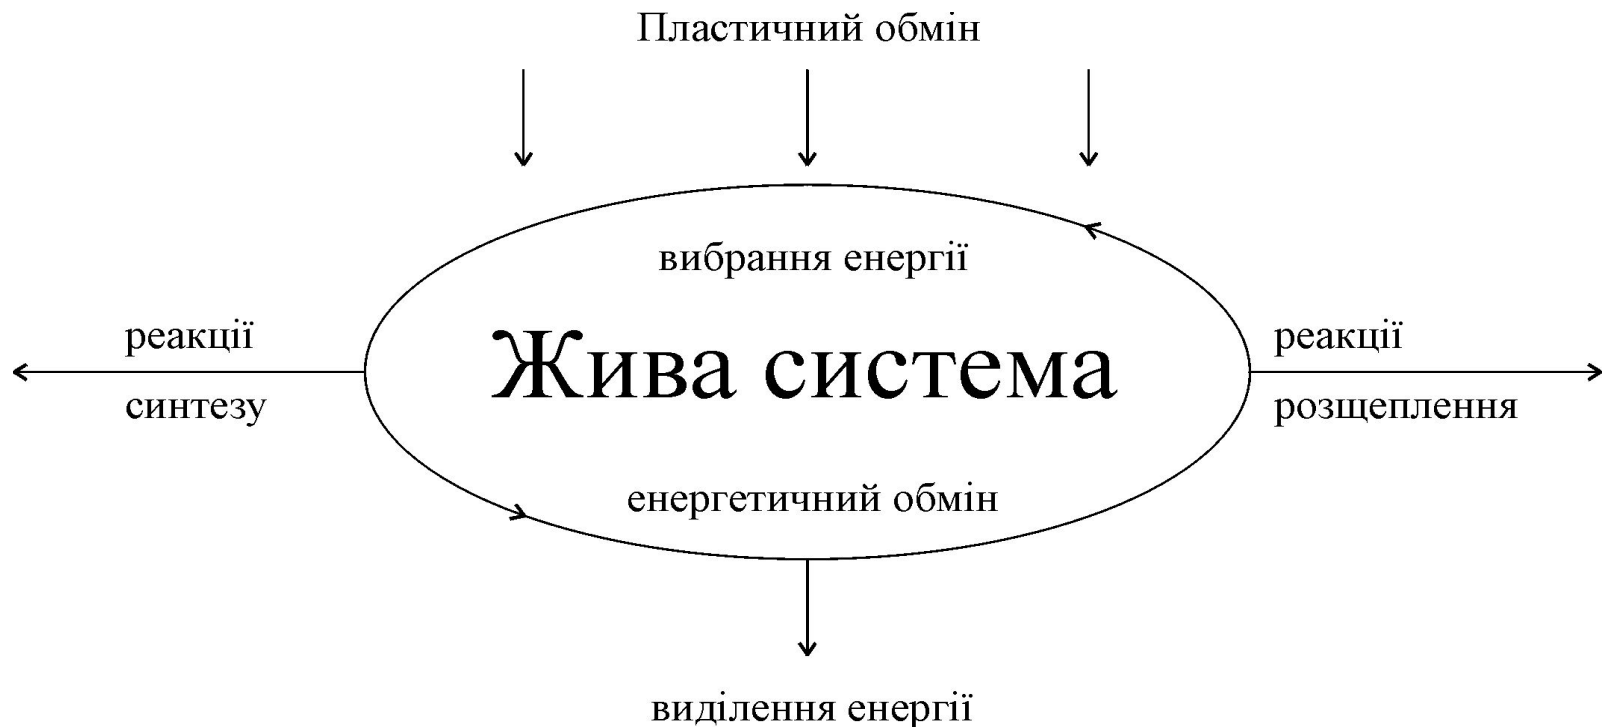 Пластичний обмін
вибрання енергії
реакції
синтезу
Жива система
реакції
розщеплення
енергетичний обмін
виділення енергії